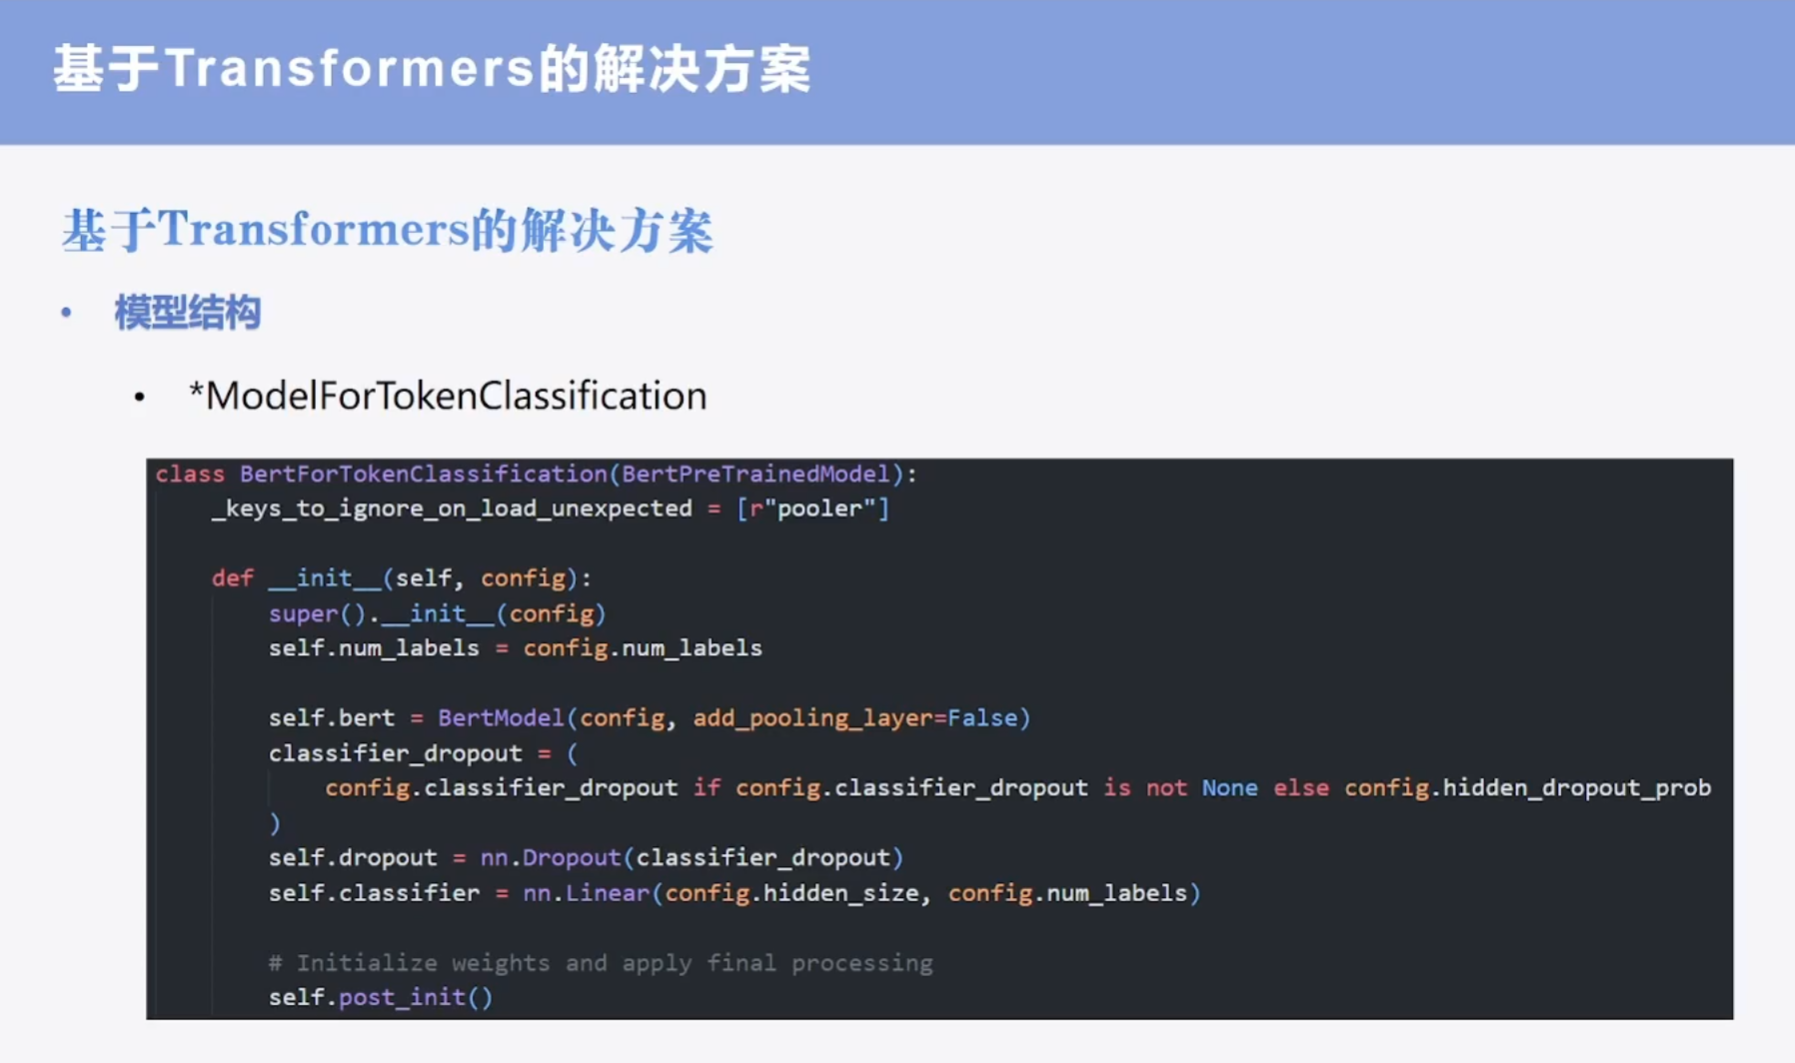 基于Transformers的解决方案
基于Transformers的解决方案
• 模型结构
• *ModelForTokenClassification
class BertForTokenClassification(BertPreTrainedModel):
    _keys_to_ignore_on_load_unexpected = [r"pooler"]
    def __init__(self, config):
        super().__init__(config)
        self.num_labels = config.num_labels
        self.bert = BertModel(config, add_pooling_layer=False)
        classifier_dropout = (
            config.classifier_dropout if config.classifier_dropout is not None else config.hidden_dropout_prob
        )
        self.dropout = nn.Dropout(classifier_dropout)
        self.classifier = nn.Linear(config.hidden_size, config.num_labels)
        # Initialize weights and apply final processing
        self.post_init()